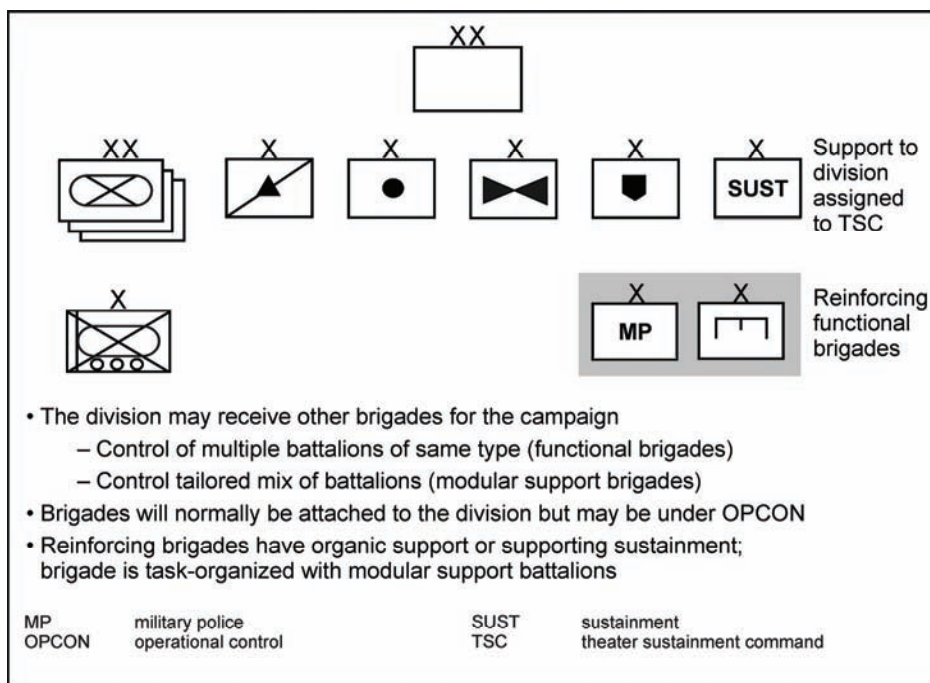 XX
XX X X X X X
SUST
Support to
division
assigned
to TSC
X X X
MP
Reinforcing
functional
brigades
• The division may receive other brigades for the campaign
– Control of multiple battalions of same type (functional brigades)
– Control tailored mix of battalions (modular support brigades)
• Brigades will normally be attached to the division but may be under OPCON
• Reinforcing brigades have organic support or supporting sustainment;
brigade is task-organized with modular support battalions
MP military police SUST sustainment
OPCON operational control TSC theater sustainment command